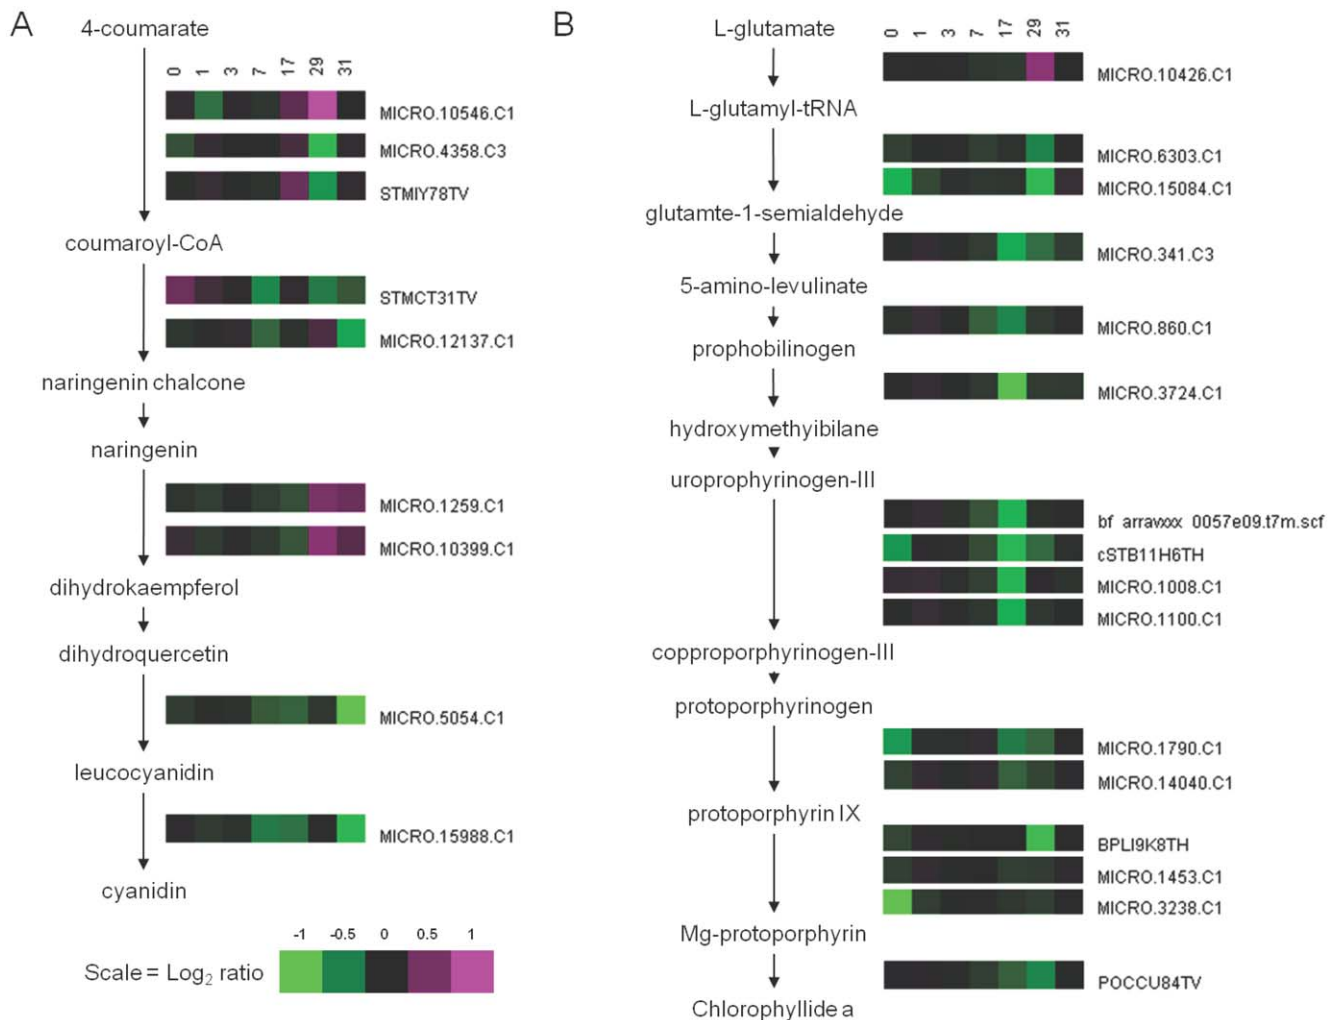 A
4-coumarate
0 1 3 7 17 29 31
MICRO.10546.C1
MICRO.4358.C3
STMIY78TV
coumaroyl-CoA
STMCT31TV
MICRO.12137.C1
naringenin chalcone
naringenin
MICRO.1259.C1
MICRO.10399.C1
dihydrokaempferol
dihydroquercetin
MICRO.5054.C1
leucocyanidin
MICRO.15988.C1
cyanidin
-1 -0.5 0 0.5 1
Scale = Log2 ratio
B
L-glutamate
0 1 3 7 17 29 31
MICRO.10426.C1
L-glutamyl-tRNA
MICRO.6303.C1
MICRO.15084.C1
glutamte-1-semialdehyde
MICRO.341.C3
5-amino-levulinate
MICRO.860.C1
prophobilinogen
MICRO.3724.C1
hydroxymethyibilane
uroprophyrinogen-III
bf_arrayxxx_0057e09.t7m.scf
cSTB11H6TH
MICRO.1008.C1
MICRO.1100.C1
copproporphyrinogen-III
protoporphyrinogen
MICRO.1790.C1
MICRO.14040.C1
protoporphyrin IX
BPLI9K8TH
MICRO.1453.C1
MICRO.3238.C1
Mg-protoporphyrin
POCCU84TV
Chlorophyllide a